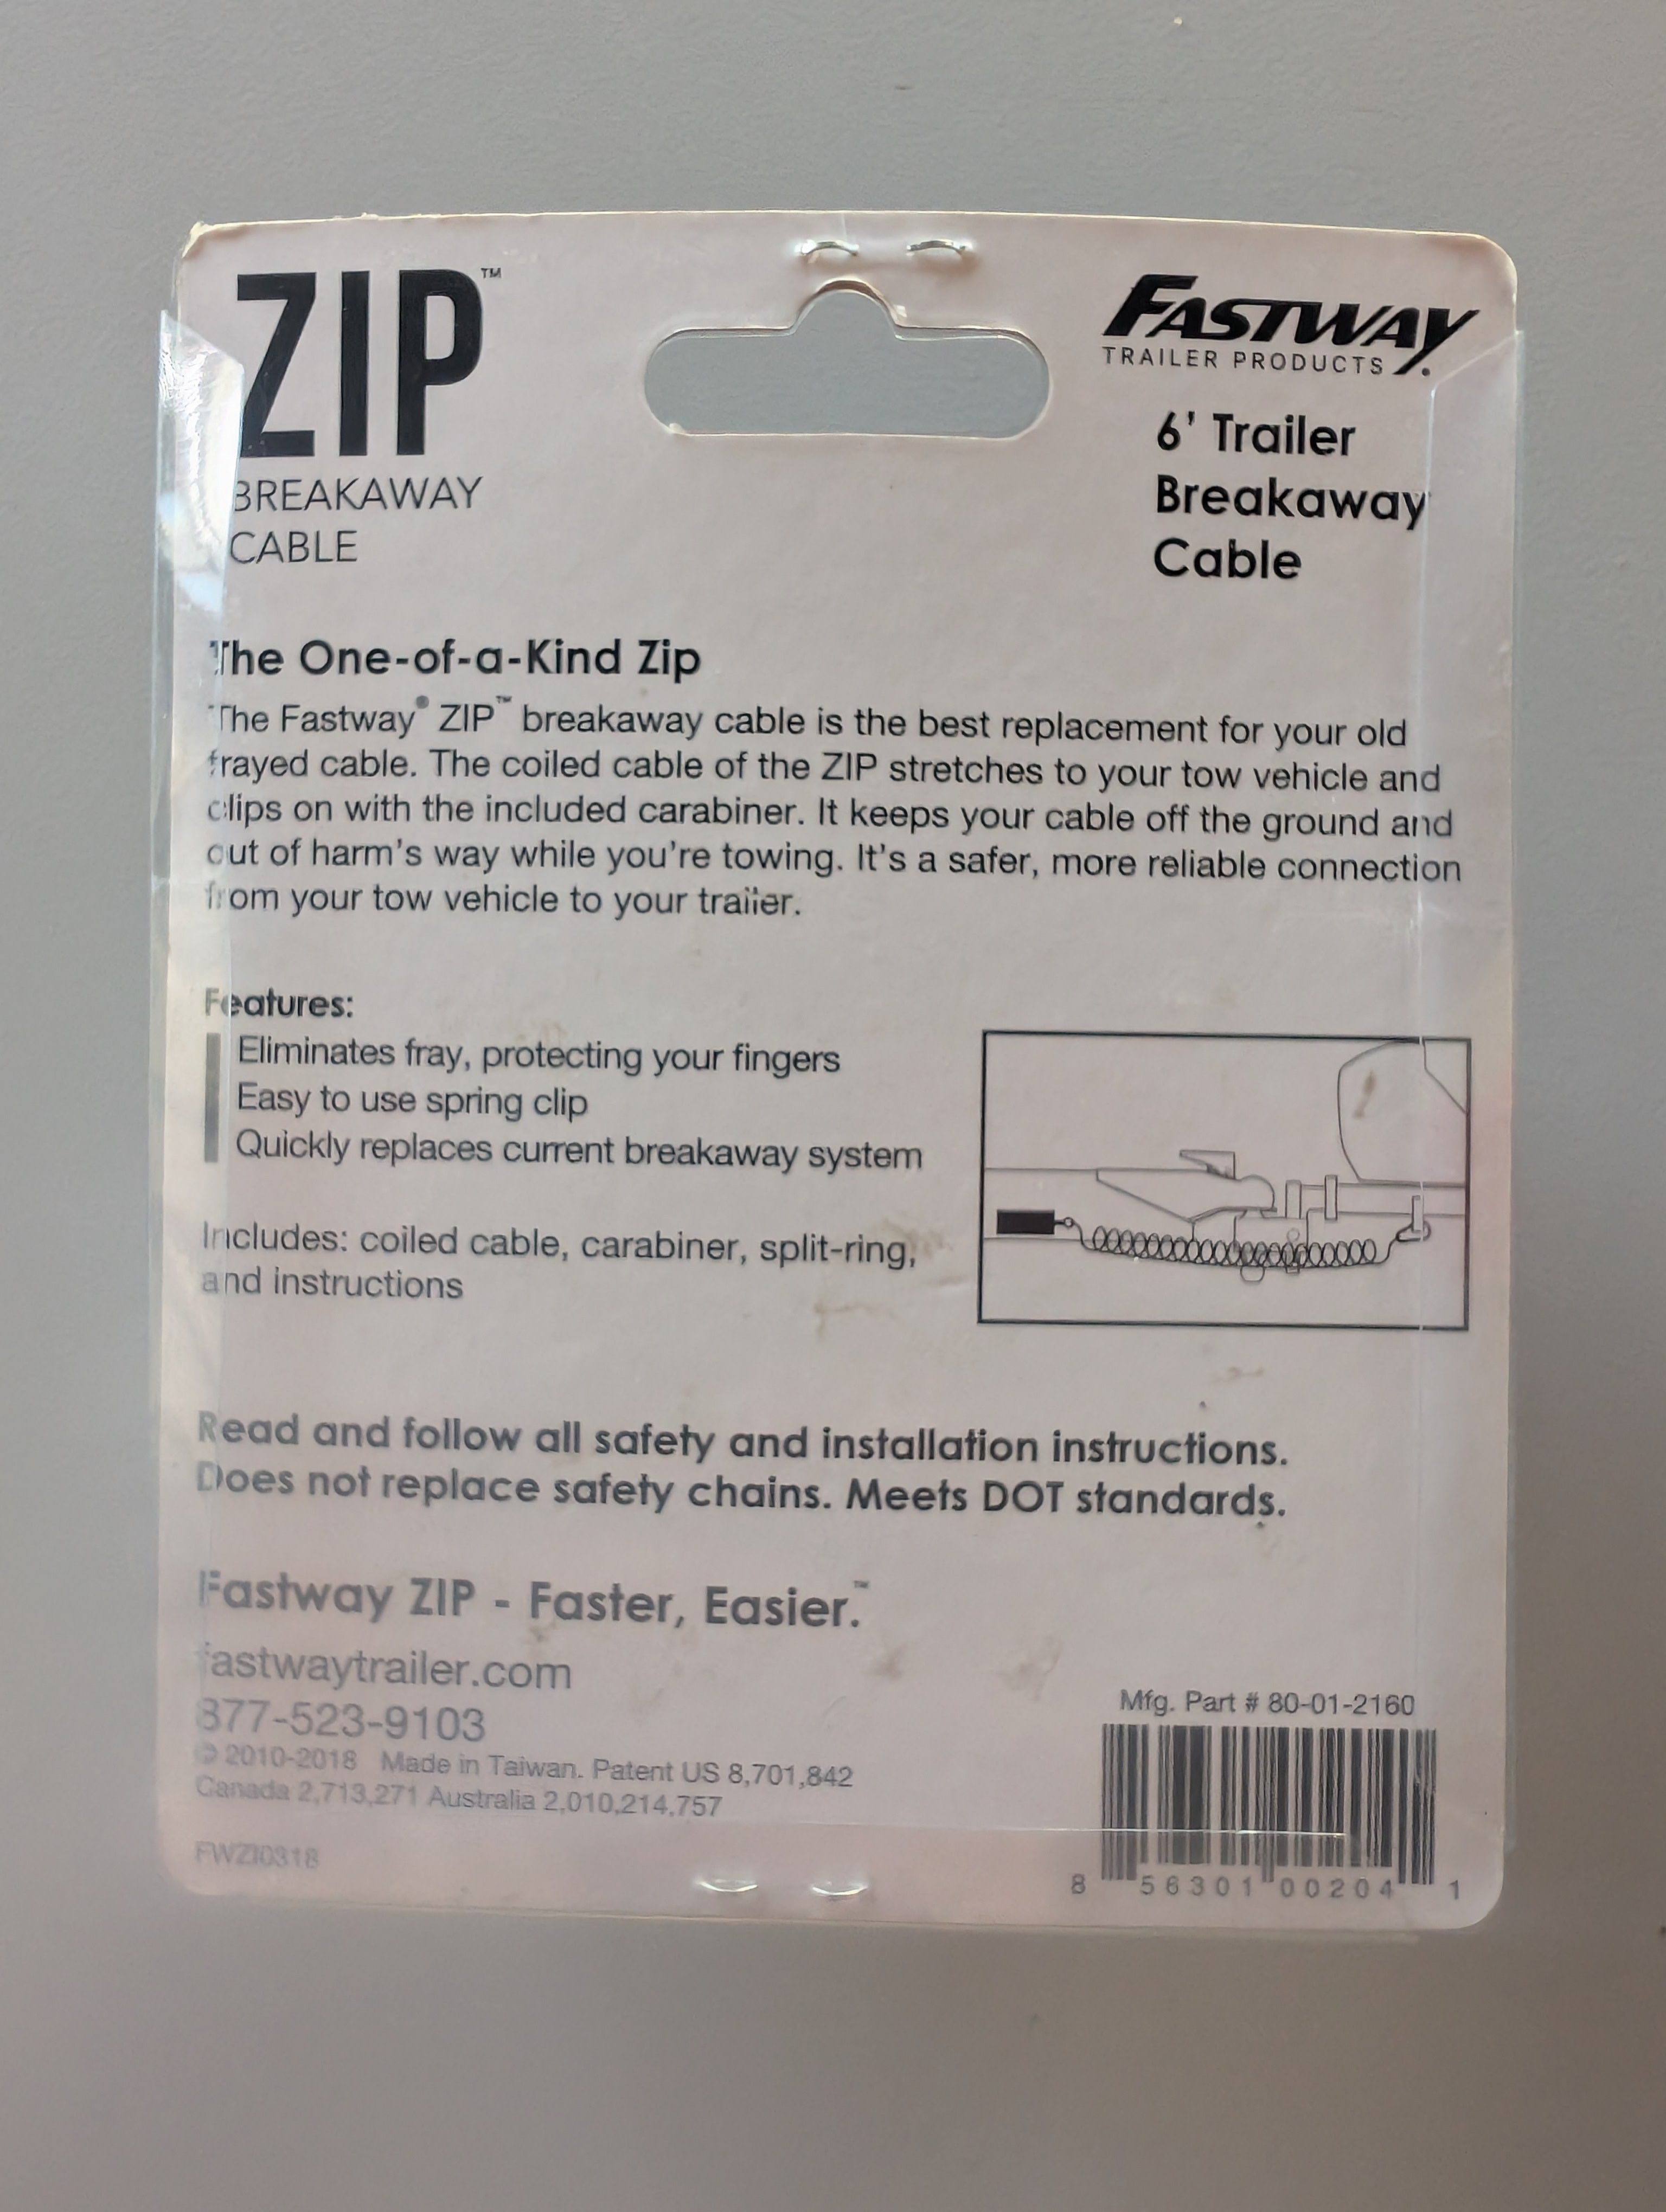 ZIP™
BREAKAWAY
CABLE
FASTWAY
TRAILER PRODUCTS
6' Trailer
Breakaway
Cable
The One-of-a-Kind Zip
The Fastway® ZIP™ breakaway cable is the best replacement for your old
frayed cable. The coiled cable of the ZIP stretches to your tow vehicle and
clips on with the included carabiner. It keeps your cable off the ground and
out of harm's way while you're towing. It's a safer, more reliable connection
from your tow vehicle to your trailer.
Features:
Eliminates fray, protecting your fingers
Easy to use spring clip
Quickly replaces current breakaway system
Includes: coiled cable, carabiner, split-ring,
and instructions
Read and follow all safety and installation instructions.
Does not replace safety chains. Meets DOT standards.
Fastway ZIP - Faster, Easier.™
fastwaytrailer.com
877-523-9103
© 2010-2018 Made in Taiwan. Patent US 8,701,842
Canada 2,713,271 Australia 2,010,214,757
FWZI0318
Mfg. Part # 80-01-2160
8 56301 00204 1